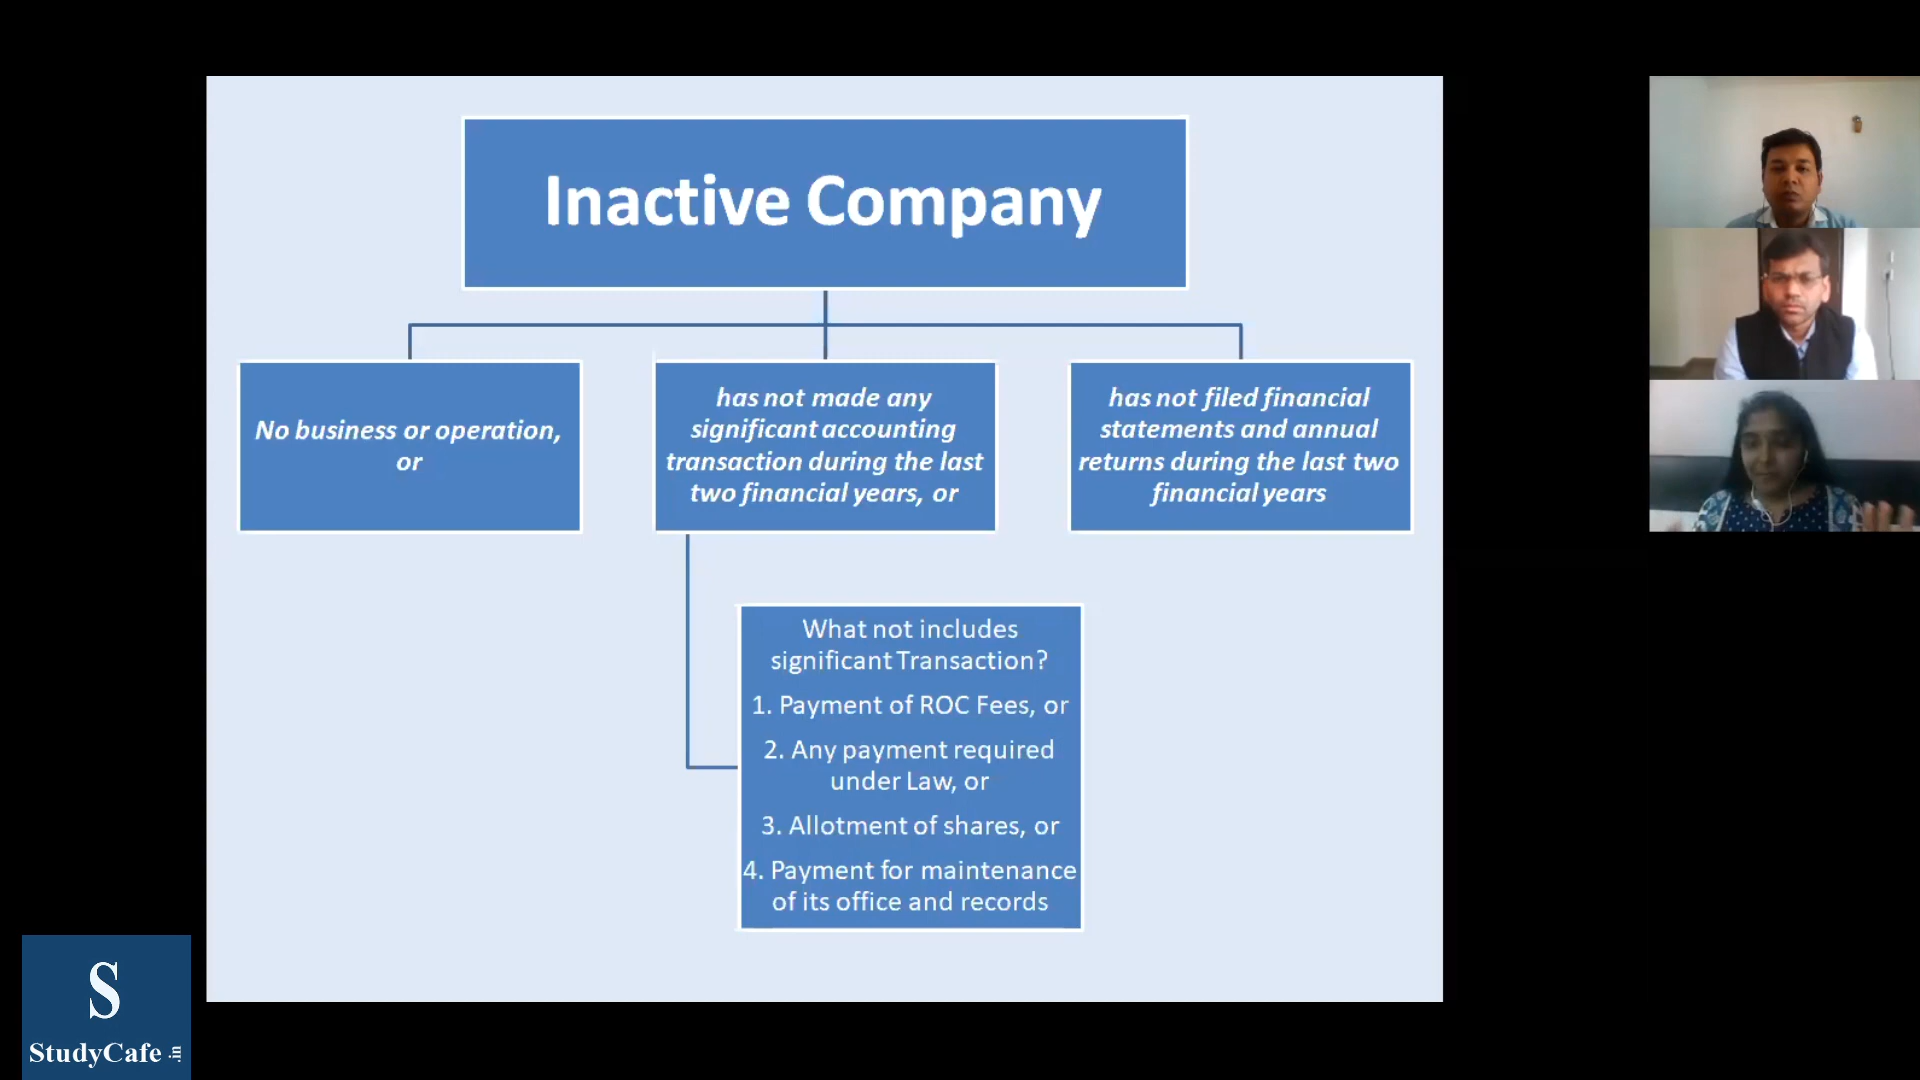 Inactive Company
No business or operation,
or
has not made any
significant accounting
transaction during the last
two financial years, or
has not filed financial
statements and annual
returns during the last two
financial years
What not includes
significant Transaction?
1. Payment of ROC Fees, or
2. Any payment required
under Law, or
3. Allotment of shares, or
4. Payment for maintenance
of its office and records
S
StudyCafe .in